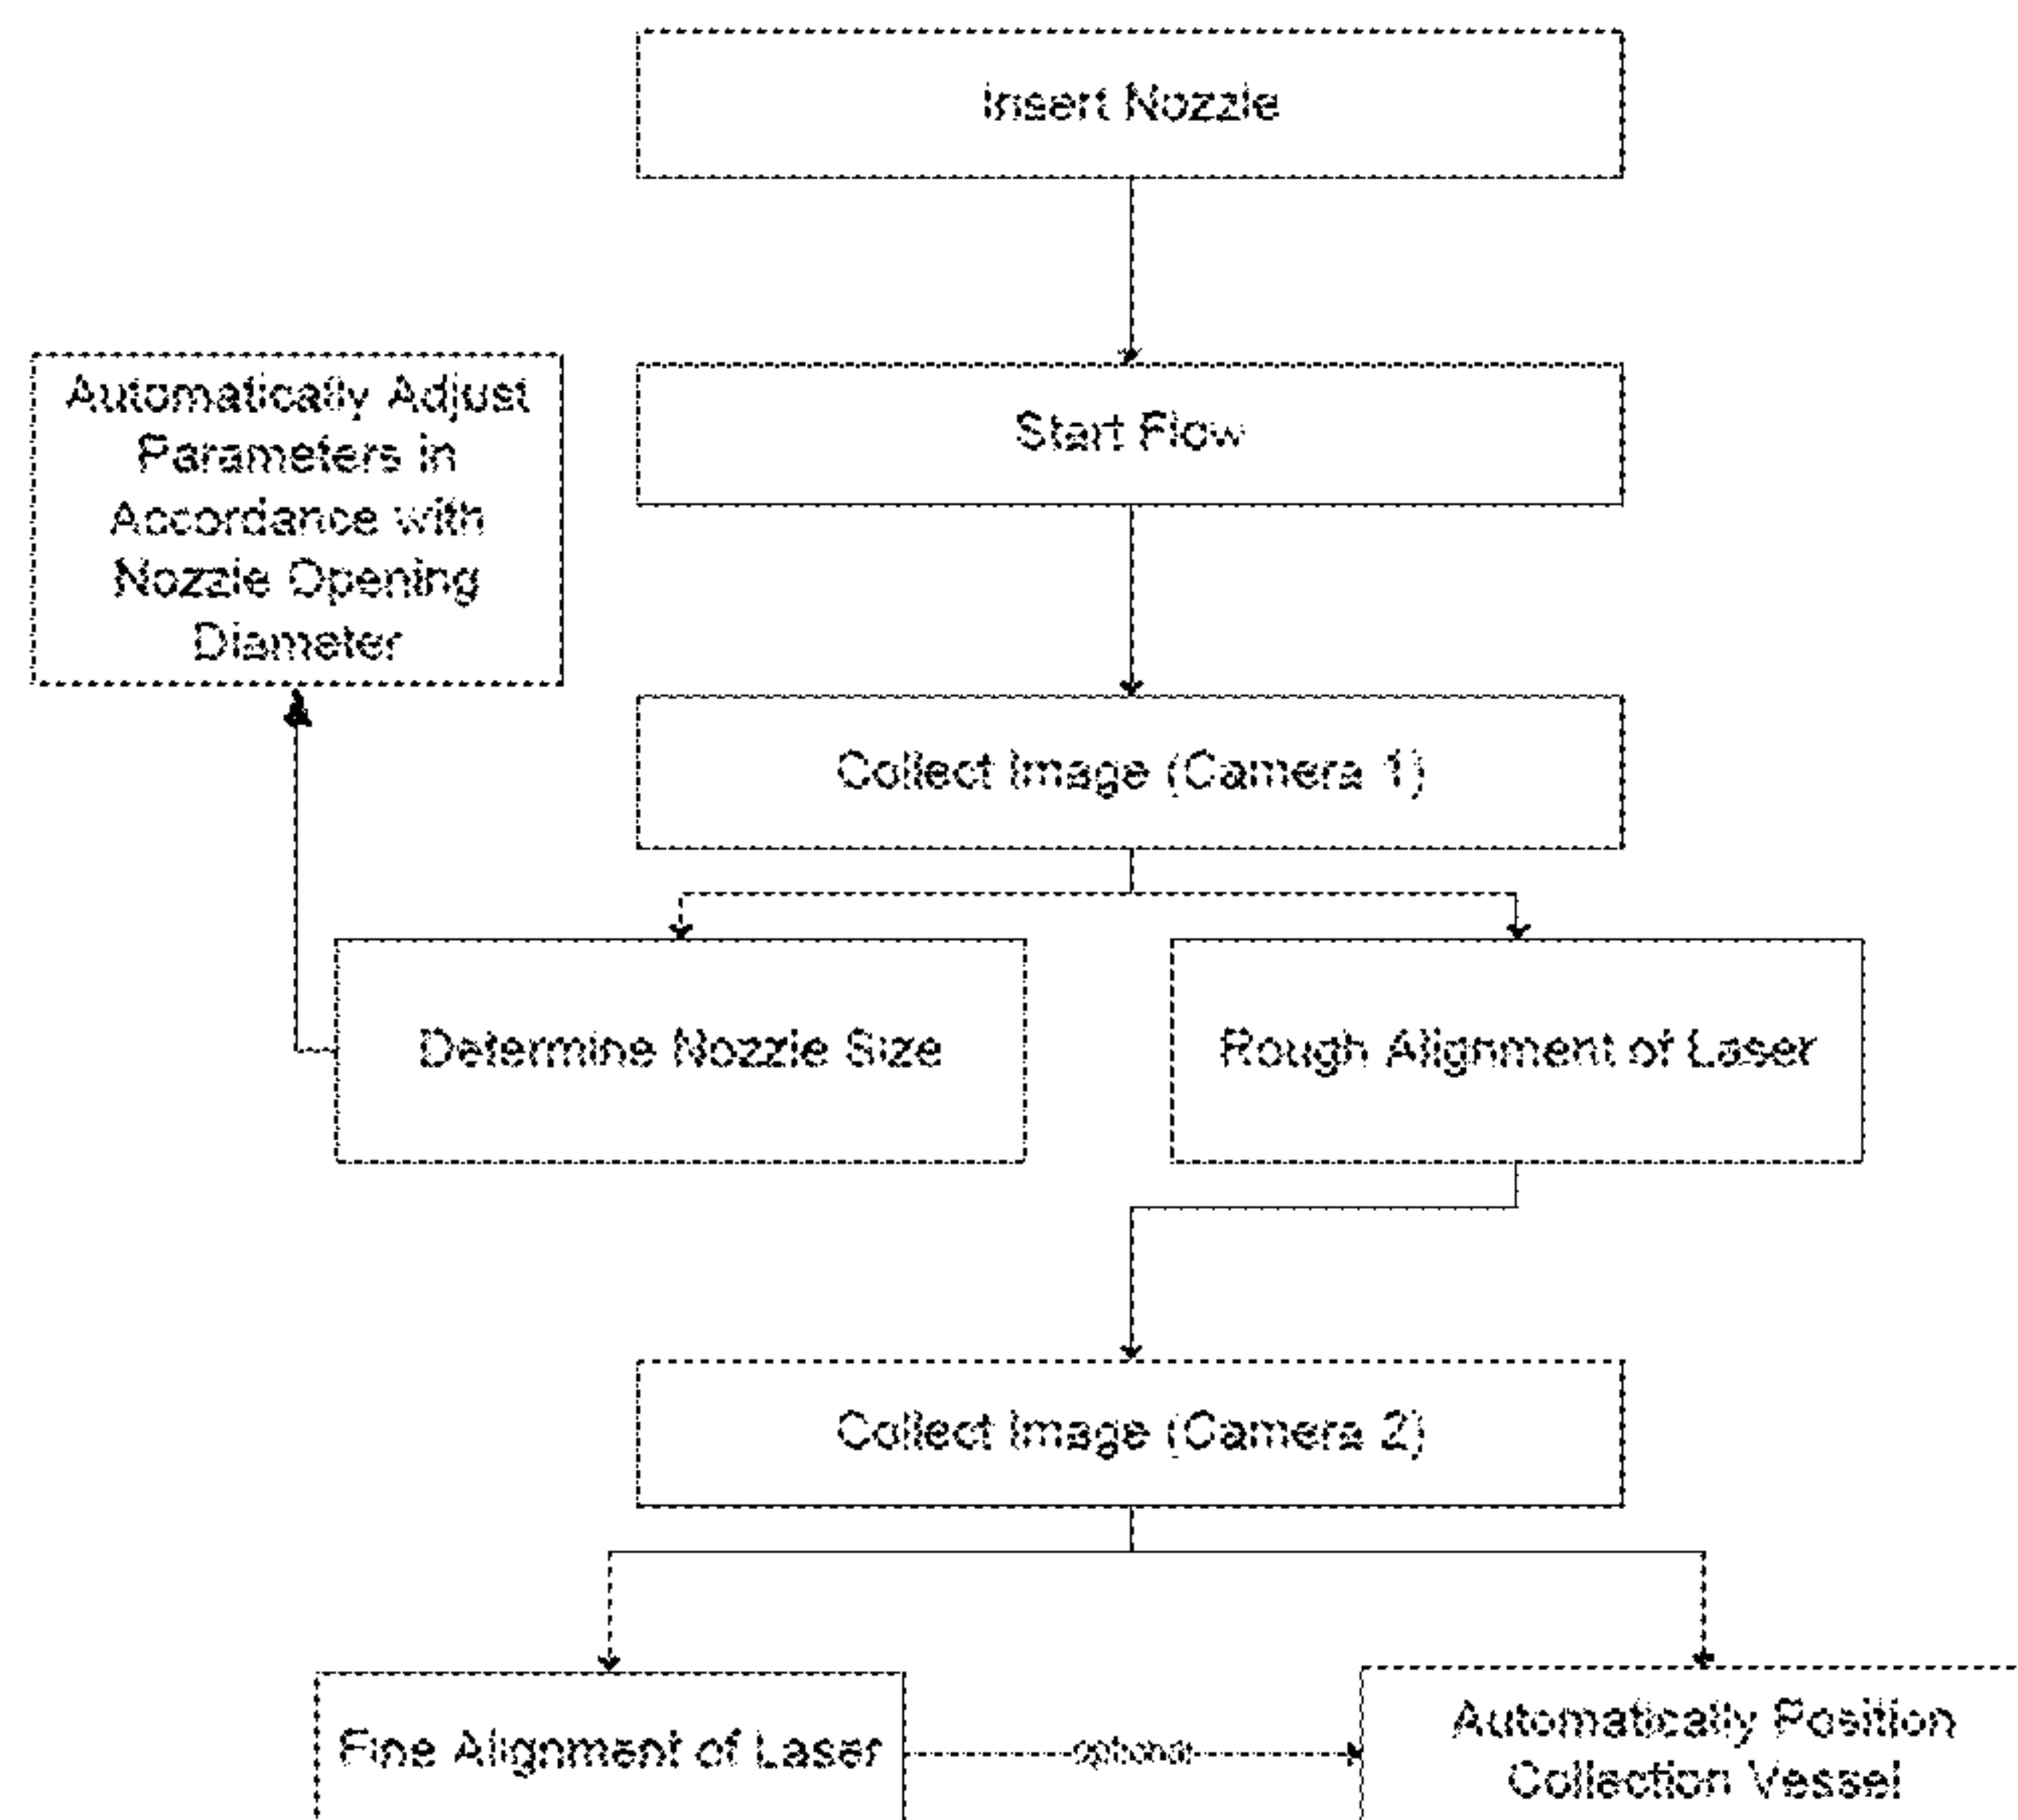 Insert Nozzle
Start Flow
Automatically Adjust
Parameters in
Accordance with
Nozzle Opening
Diameter
Collect Image (Camera 1)
Determine Nozzle Size
Rough Alignment of Laser
Collect Image (Camera 2)
Fine Alignment of Laser
optional
Automatically Position
Collection Vessel